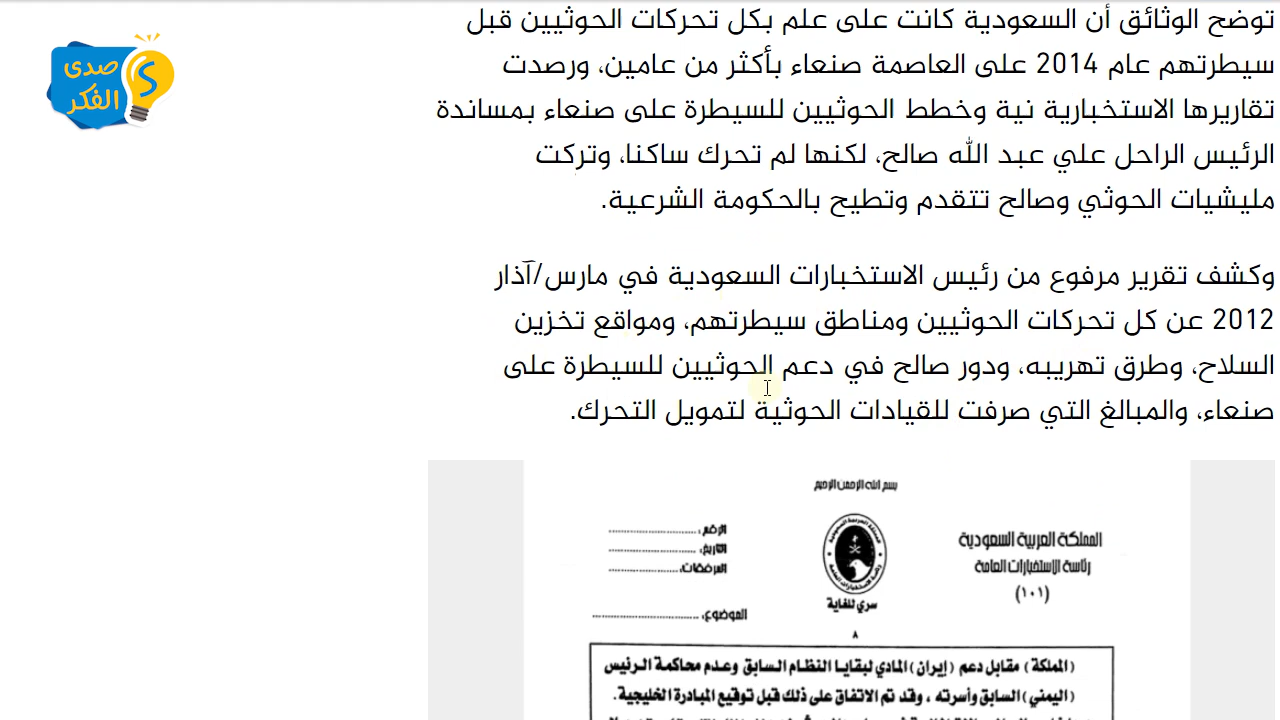 صدى
الفكر
توضح الوثائق أن السعودية كانت على علم بكل تحركات الحوثيين قبل
سيطرتهم عام 2014 على العاصمة صنعاء بأكثر من عامين، ورصدت
تقاريرها الاستخبارية نية وخطط الحوثيين للسيطرة على صنعاء بمساندة
الرئيس الراحل علي عبد الله صالح، لكنها لم تحرك ساكنا، وتركت
مليشيات الحوثي وصالح تتقدم وتطيح بالحكومة الشرعية.
وكشف تقرير مرفوع من رئيس الاستخبارات السعودية في مارس/آذار
2012 عن كل تحركات الحوثيين ومناطق سيطرتهم، ومواقع تخزين
السلاح، وطرق تهريبه، ودور صالح في دعم الحوثيين للسيطرة على
صنعاء، والمبالغ التي صرفت للقيادات الحوثية لتمويل التحرك.
بسم الله الرحمن الرحيم
المملكة العربية السعودية
رئاسة الإستخبارات العامة
(١٠١)
سري للغاية
الرقم:
التاريخ:
المرفقات:
الموضوع:
٨
(المملكة) مقابل دعم (إيران) المادي لبقايا النظام السابق وعدم محاكمة الرئيس
(اليمني) السابق وأسرته، وقد تم الاتفاق على ذلك قبل توقيع المبادرة الخليجية.